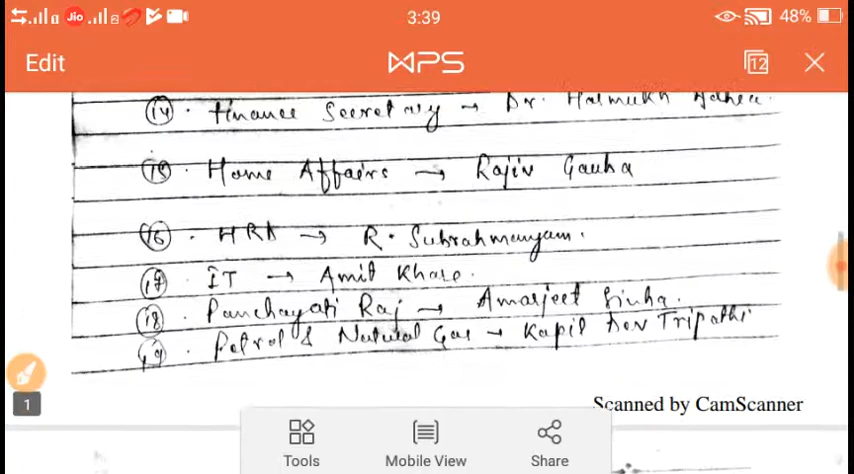 Jio 3:39 48%
Edit WPS 12
14. Finance Secretary → Dr. Hasmukh Adhia.
15. Home Affairs → Rajiv Gauba
16. HRD → R. Subrahmanyam.
17. IT → Amit Khare.
18. Panchayati Raj → Amarjeet Sinha.
19. Petrol & Natural Gas → Kapil Dev Tripathi
1
Scanned by CamScanner
Tools Mobile View Share